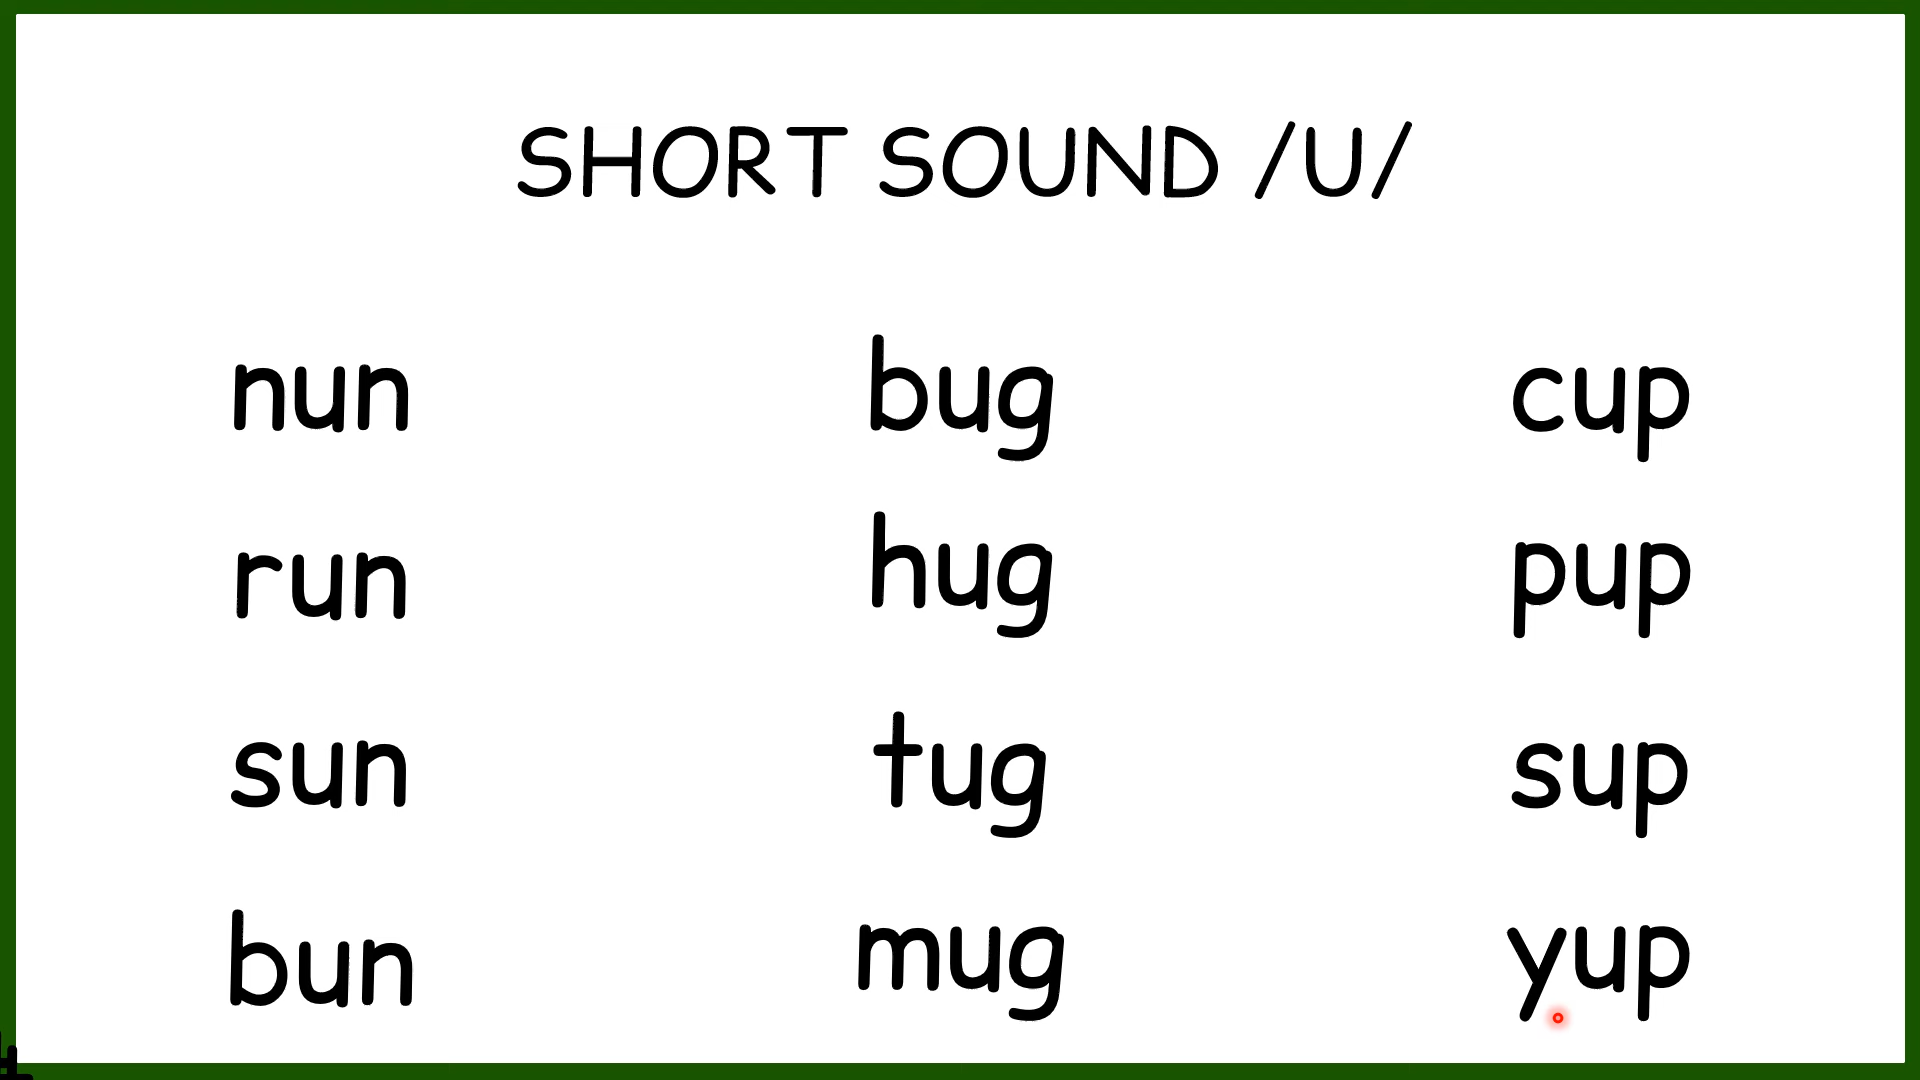 SHORT SOUND /U/
nun bug cup
run hug pup
sun tug sup
bun mug yup